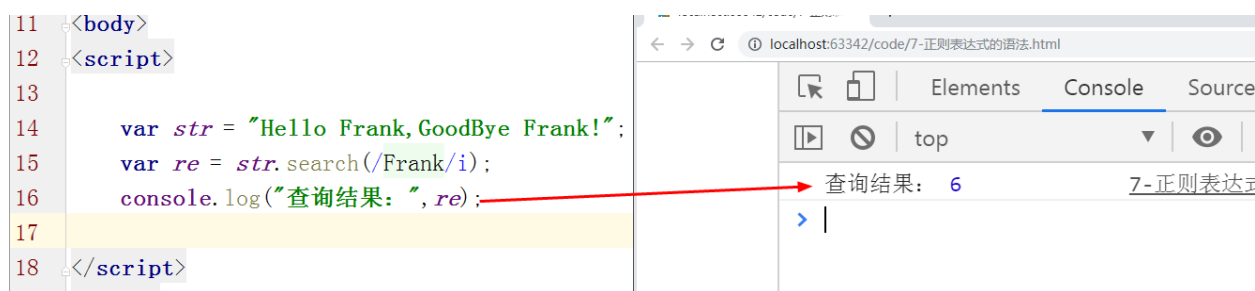 11 <body>
12 <script>
13
14 var str = "Hello Frank,GoodBye Frank!";
15 var re = str.search(/Frank/i);
16 console.log("查询结果: ",re);
17
18 </script>
localhost:63342/code/7-正则表达式的语法.html
Elements Console Source
top
查询结果: 6 7-正则表达式